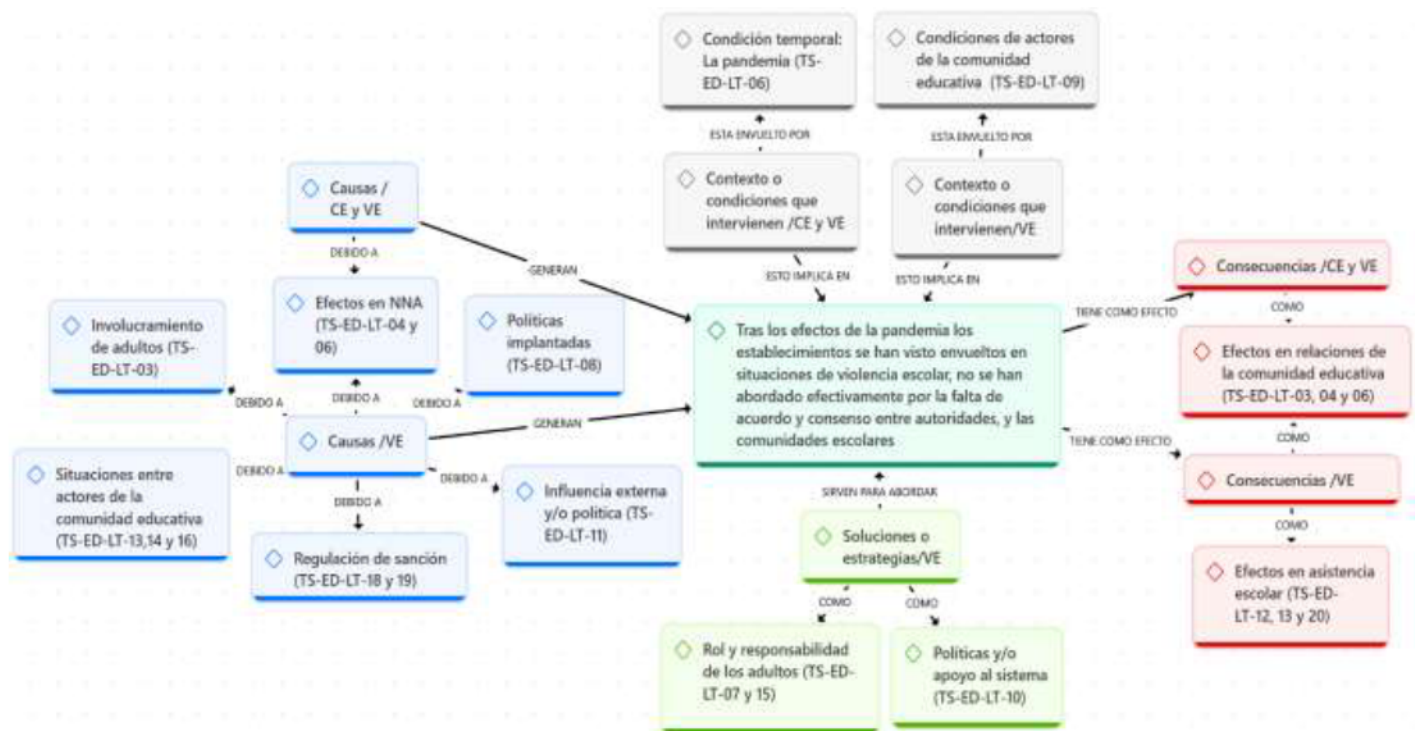 Condición temporal:
La pandemia (TS-
ED-LT-06)
Condiciones de actores
de la comunidad
educativa (TS-ED-LT-09)
ESTA ENVUELTO POR
ESTA ENVUELTO POR
Contexto o
condiciones que
intervienen /CE y VE
Contexto o
condiciones que
intervienen/VE
ESTO IMPLICA EN
ESTO IMPLICA EN
Causas /
CE y VE
DEBIDO A
GENERAN
Efectos en NNA
(TS-ED-LT-04 y
06)
Involucramiento
de adultos (TS-
ED-LT-03)
Políticas
implantadas
(TS-ED-LT-08)
DEBIDO A
DEBIDO A
DEBIDO A
Causas /VE
GENERAN
Situaciones entre
actores de la
comunidad educativa
(TS-ED-LT-13,14 y 16)
DEBIDO A
DEBIDO A
Influencia externa
y/o política (TS-
ED-LT-11)
Regulación de sanción
(TS-ED-LT-18 y 19)
Tras los efectos de la pandemia los
establecimientos se han visto envueltos en
situaciones de violencia escolar, no se han
abordado efectivamente por la falta de
acuerdo y consenso entre autoridades, y las
comunidades escolares
TIENE COMO EFECTO
Consecuencias /CE y VE
COMO
Efectos en relaciones de
la comunidad educativa
(TS-ED-LT-03, 04 y 06)
COMO
TIENE COMO EFECTO
Consecuencias /VE
COMO
Efectos en asistencia
escolar (TS-ED-
LT-12, 13 y 20)
SIRVEN PARA ABORDAR
Soluciones o
estrategias/VE
COMO
COMO
Rol y responsabilidad
de los adultos (TS-ED-
LT-07 y 15)
Políticas y/o
apoyo al sistema
(TS-ED-LT-10)